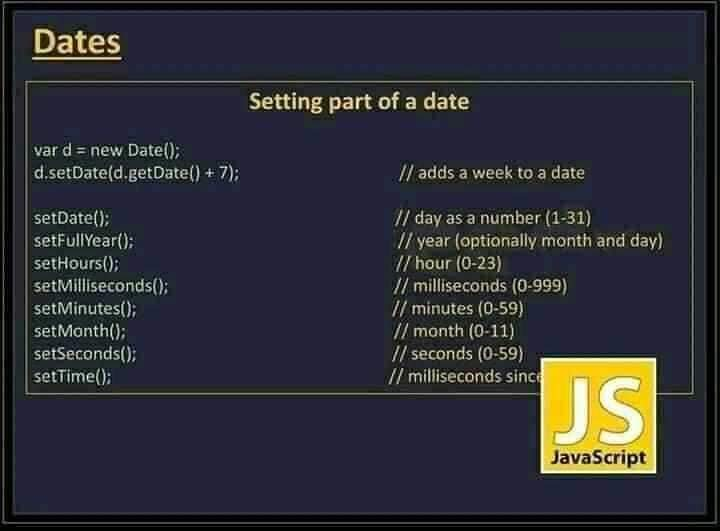 Dates
Setting part of a date
var d = new Date();
d.setDate(d.getDate() + 7); // adds a week to a date
setDate(); // day as a number (1-31)
setFullYear(); // year (optionally month and day)
setHours(); // hour (0-23)
setMilliseconds(); // milliseconds (0-999)
setMinutes(); // minutes (0-59)
setMonth(); // month (0-11)
setSeconds(); // seconds (0-59)
setTime(); // milliseconds since
JS
JavaScript